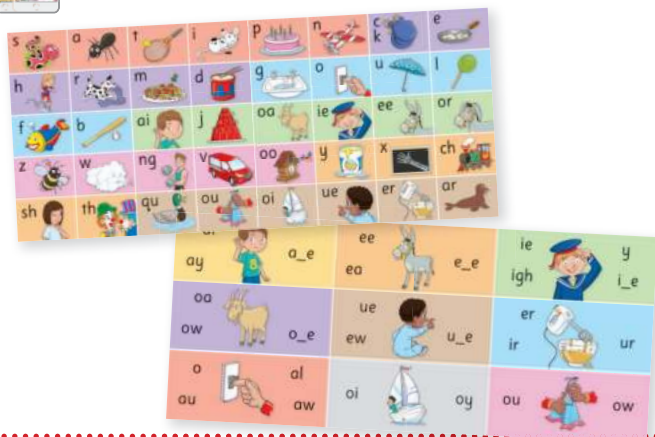 s a t i p n c k e
h r m d g o u l
f b ai j oa ie ee or
z w ng v oo y x ch
sh th qu ou oi ue er ar
ay a_e
ee ea e_e
ie igh y i_e
oa ow o_e
ue ew u_e
er ir ur
o au al aw
oi oy
ou ow